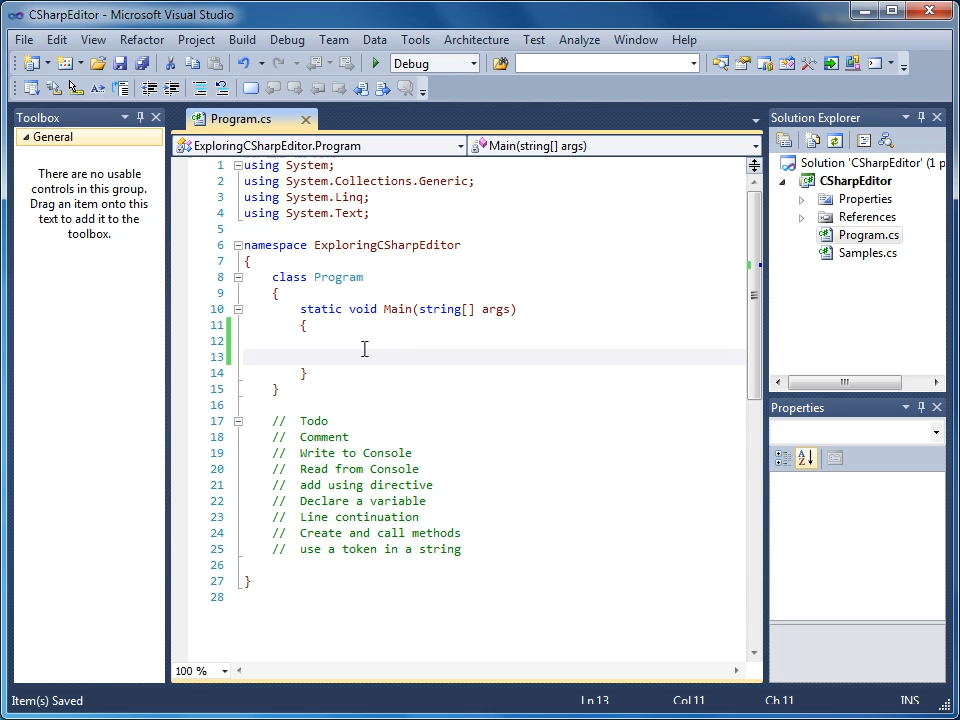 CSharpEditor - Microsoft Visual Studio
File Edit View Refactor Project Build Debug Team Data Tools Architecture Test Analyze Window Help
Debug
Toolbox
General
There are no usable
controls in this group.
Drag an item onto this
text to add it to the
toolbox.
Program.cs
ExploringCSharpEditor.Program
Main(string[] args)
1 using System;
2 using System.Collections.Generic;
3 using System.Linq;
4 using System.Text;
5
6 namespace ExploringCSharpEditor
7 {
8 class Program
9 {
10 static void Main(string[] args)
11 {
12
13
14 }
15 }
16
17 // Todo
18 // Comment
19 // Write to Console
20 // Read from Console
21 // add using directive
22 // Declare a variable
23 // Line continuation
24 // Create and call methods
25 // use a token in a string
26
27 }
28
100 %
Solution Explorer
Solution 'CSharpEditor' (1 p
CSharpEditor
Properties
References
Program.cs
Samples.cs
Properties
Item(s) Saved
Ln 13 Col 11 Ch 11 INS